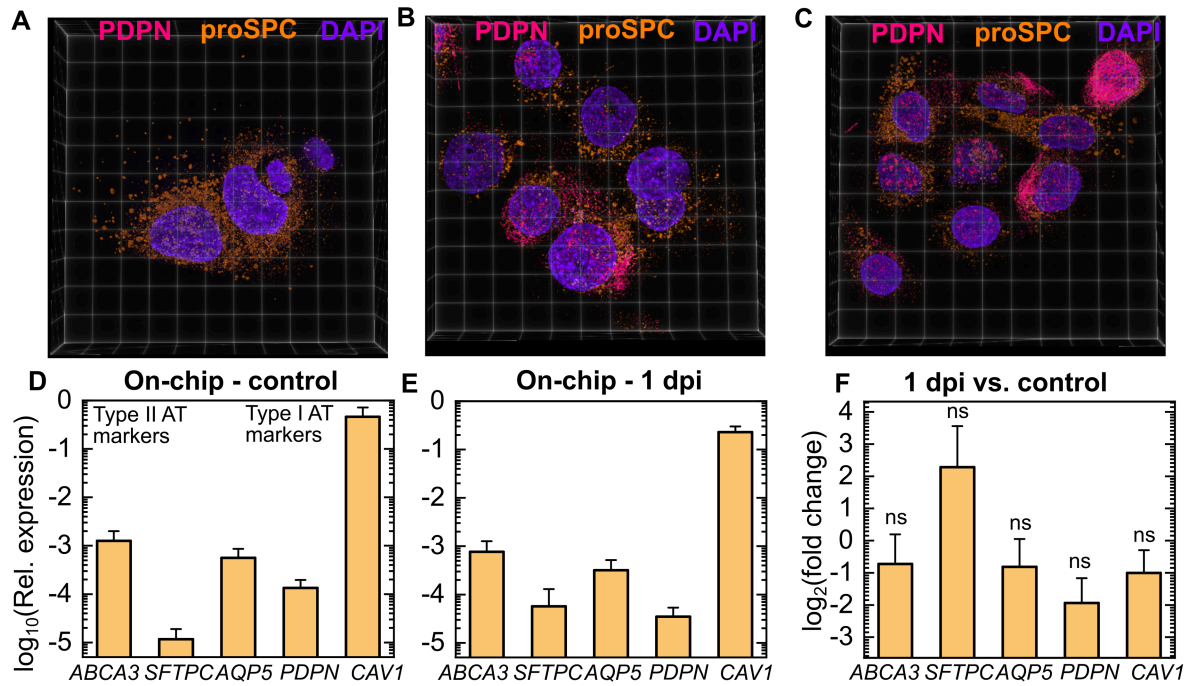 A
PDPN proSPC DAPI
B
PDPN proSPC DAPI
C
PDPN proSPC DAPI
D
On-chip - control
log10(Rel. expression)
0
-1
-2
-3
-4
-5
Type II AT
markers
Type I AT
markers
ABCA3 SFTPC AQP5 PDPN CAV1
E
On-chip - 1 dpi
0
-1
-2
-3
-4
-5
ABCA3 SFTPC AQP5 PDPN CAV1
F
1 dpi vs. control
log2(fold change)
4
3
2
-0
-1
-2
-3
ns
ns
ns
ns
ns
ABCA3 SFTPC AQP5 PDPN CAV1